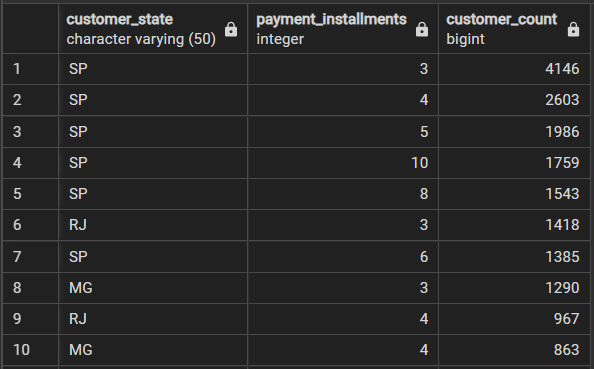 customer_state payment_installments customer_count
character varying (50) integer bigint
1 SP 3 4146
2 SP 4 2603
3 SP 5 1986
4 SP 10 1759
5 SP 8 1543
6 RJ 3 1418
7 SP 6 1385
8 MG 3 1290
9 RJ 4 967
10 MG 4 863